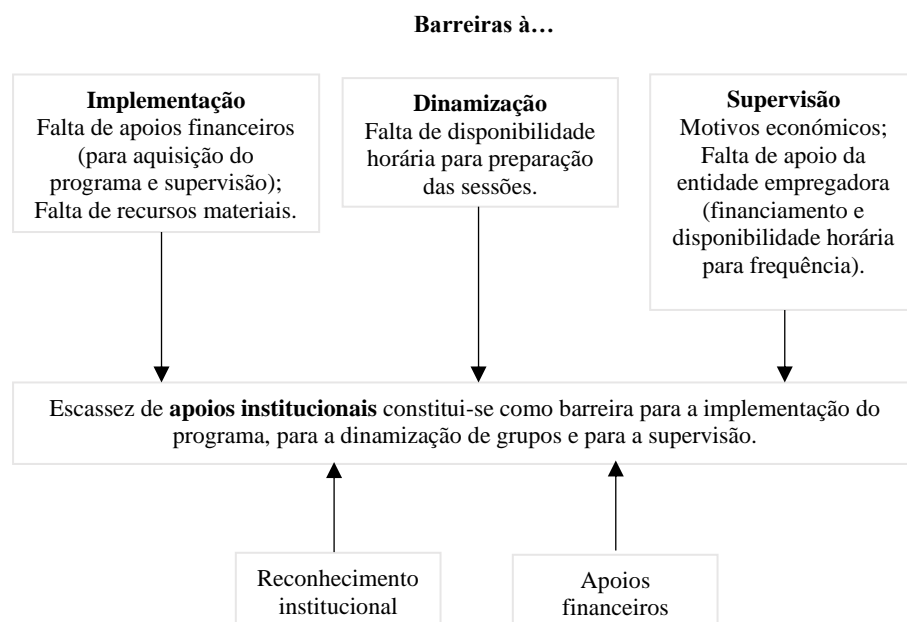 Barreiras à…
Implementação
Falta de apoios financeiros
(para aquisição do
programa e supervisão);
Falta de recursos materiais.
Dinamização
Falta de disponibilidade
horária para preparação
das sessões.
Supervisão
Motivos económicos;
Falta de apoio da
entidade empregadora
(financiamento e
disponibilidade horária
para frequência).
Escassez de apoios institucionais constitui-se como barreira para a implementação do
programa, para a dinamização de grupos e para a supervisão.
Reconhecimento
institucional
Apoios
financeiros